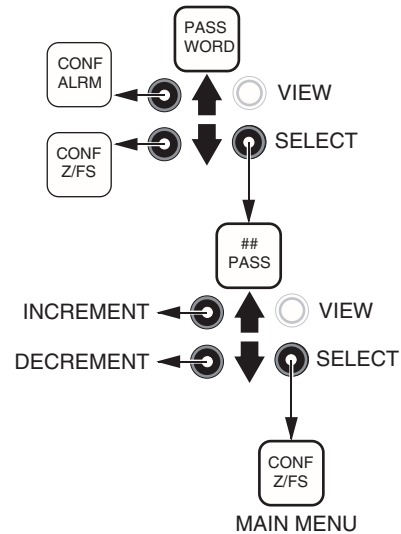 PASS
WORD
CONF
ALRM
VIEW
CONF
Z/FS
SELECT
##
PASS
INCREMENT
VIEW
DECREMENT
SELECT
CONF
Z/FS
MAIN MENU